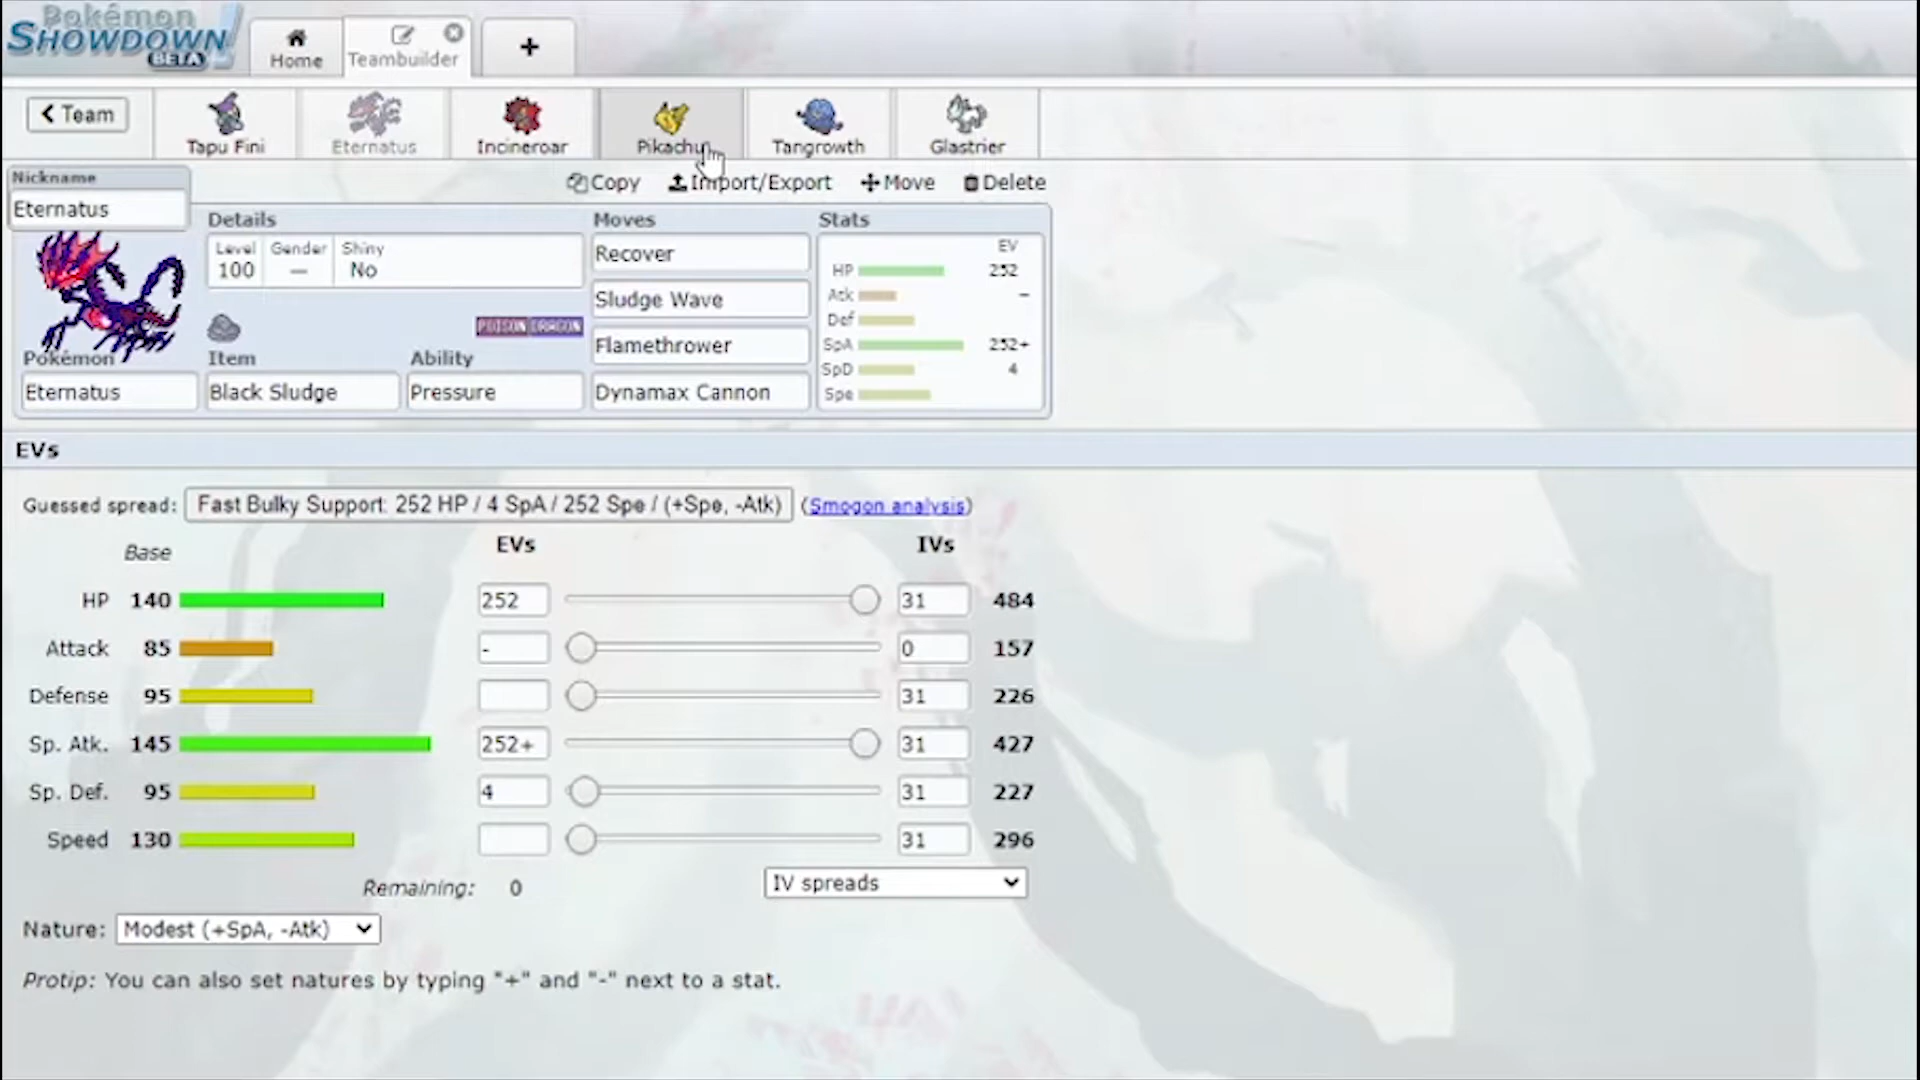 Pokémon
SHOWDOWN
BETA
Home
Teambuilder
+
Team
Tapu Fini
Eternatus
Incineroar
Pikachu
Tangrowth
Glastrier
Nickname
Eternatus
Copy
Import/Export
Move
Delete
Details
Level
Gender
Shiny
100
—
No
POISON DRAGON
Pokémon
Eternatus
Item
Black Sludge
Ability
Pressure
Moves
Recover
Sludge Wave
Flamethrower
Dynamax Cannon
Stats
EV
HP 252
Atk –
Def
SpA 252+
SpD 4
Spe
EVs
Guessed spread: Fast Bulky Support: 252 HP / 4 SpA / 252 Spe / (+Spe, -Atk) (Smogon analysis)
Base EVs IVs
HP 140 252 31 484
Attack 85 - 0 157
Defense 95 31 226
Sp. Atk. 145 252+ 31 427
Sp. Def. 95 4 31 227
Speed 130 31 296
Remaining: 0
IV spreads
Nature: Modest (+SpA, -Atk)
Protip: You can also set natures by typing "+" and "-" next to a stat.